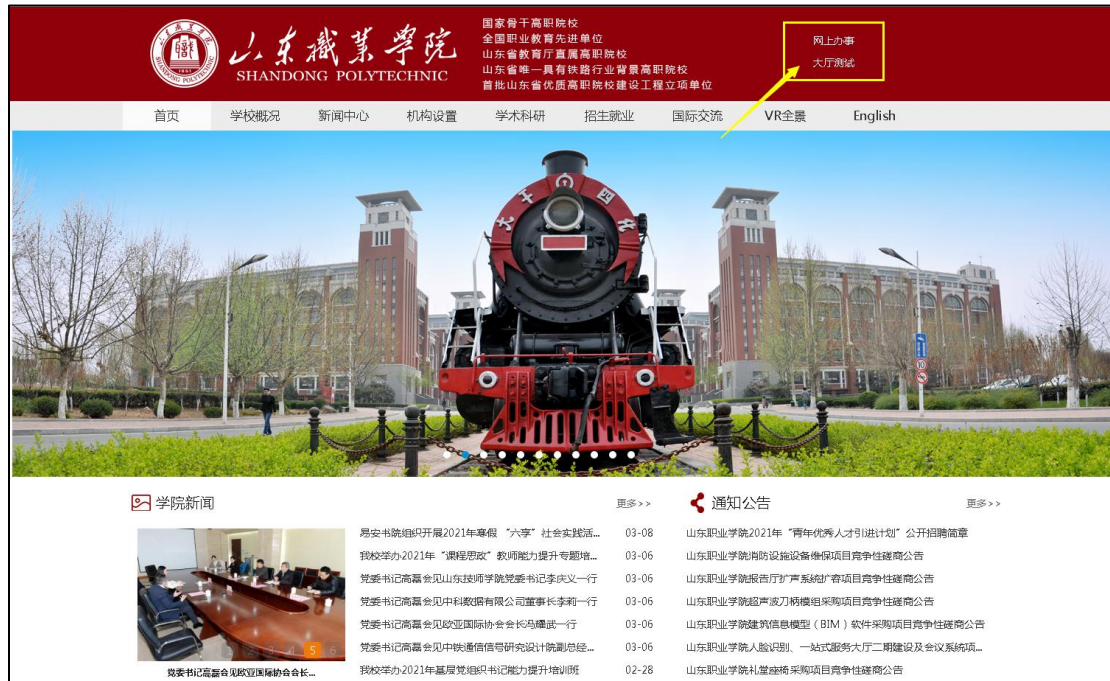 山东职业学院
SHANDONG POLYTECHNIC
国家骨干高职院校
全国职业教育先进单位
山东省教育厅直属高职院校
山东省唯一具有铁路行业背景高职院校
首批山东省优质高职院校建设工程立项单位
网上办事
大厅测试
首页 学校概况 新闻中心 机构设置 学术科研 招生就业 国际交流 VR全景 English
大干四化
学院新闻 更多>>
易安书院组织开展2021年寒假 “六享” 社会实践活... 03-08
我校举办2021年“课程思政”教师能力提升专题培... 03-06
党委书记高磊会见山东技师学院党委书记李庆义一行 03-06
党委书记高磊会见中科数据有限公司董事长李莉一行 03-06
党委书记高磊会见欧亚国际协会会长冯耀武一行 03-06
党委书记高磊会见中铁通信信号研究设计院副总经... 03-06
我校举办2021年基层党组织书记能力提升培训班 02-28
1 2 3 4 5 6
党委书记高磊会见欧亚国际协会会长...
通知公告 更多>>
山东职业学院2021年“青年优秀人才引进计划”公开招聘简章
山东职业学院消防设施设备维保项目竞争性磋商公告
山东职业学院报告厅扩声系统扩容项目竞争性磋商公告
山东职业学院超声波刀柄模组采购项目竞争性磋商公告
山东职业学院建筑信息模型（BIM）软件采购项目竞争性磋商公告
山东职业学院人脸识别、一站式服务大厅二期建设及会议系统项...
山东职业学院礼堂座椅采购项目竞争性磋商公告